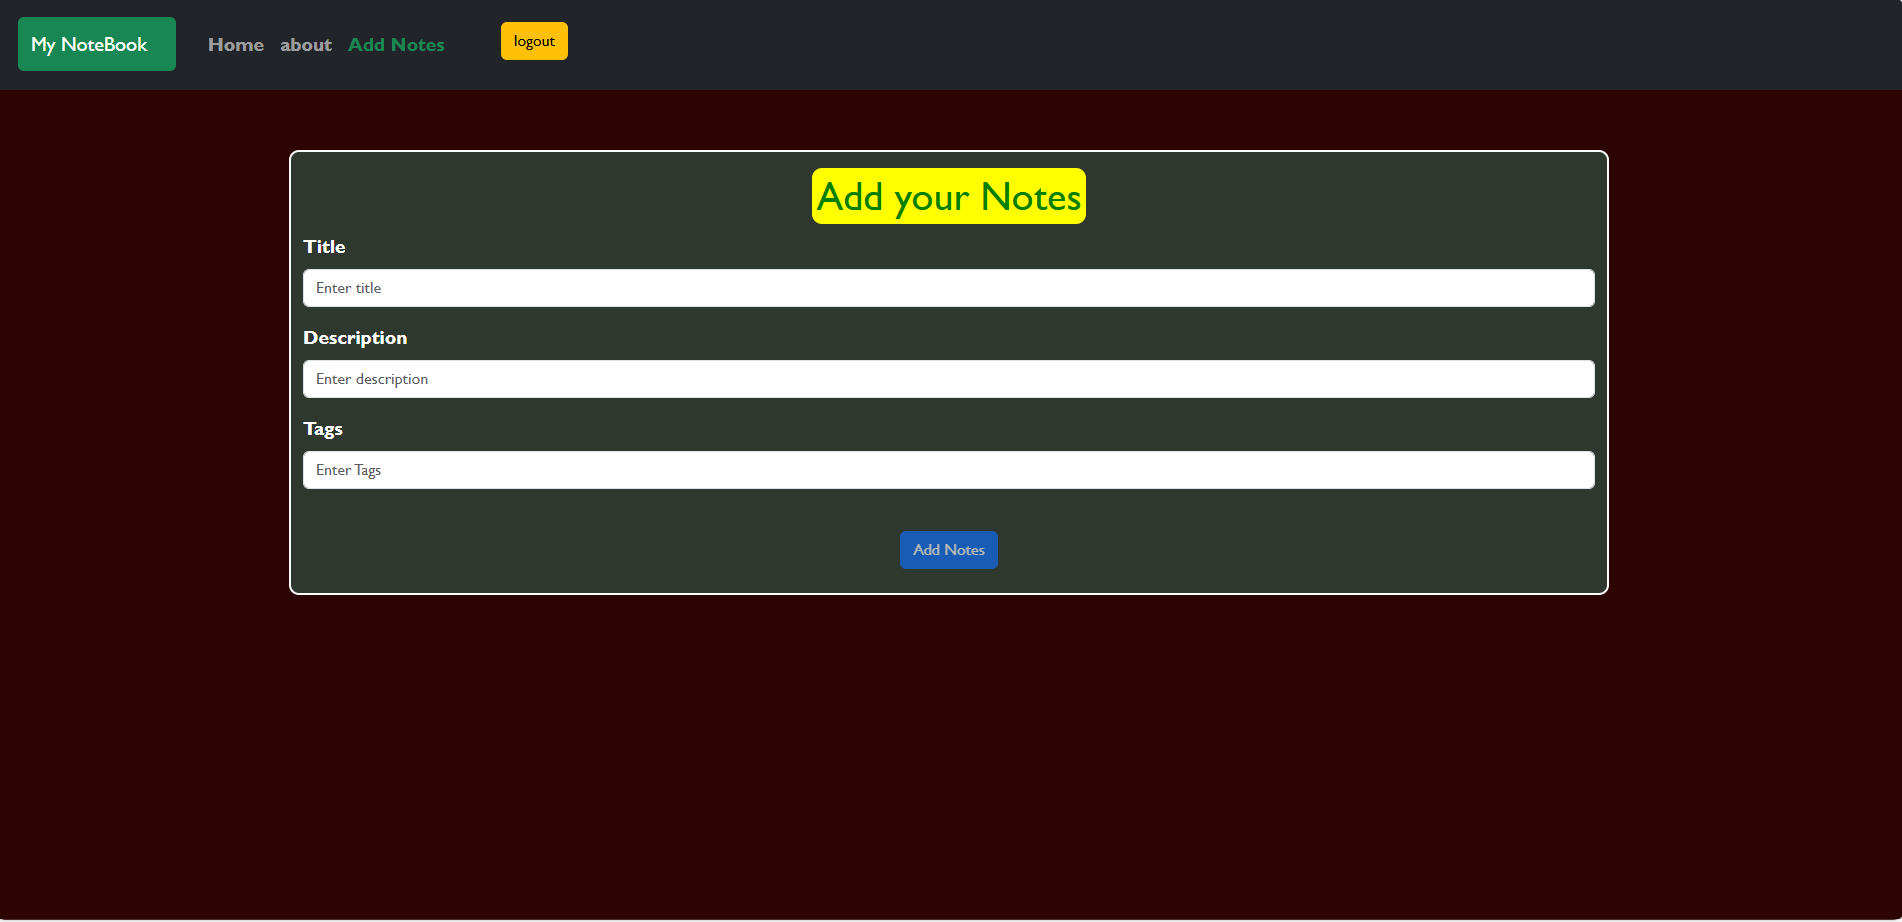 My NoteBook Home about Add Notes logout
Add your Notes
Title
Enter title
Description
Enter description
Tags
Enter Tags
Add Notes